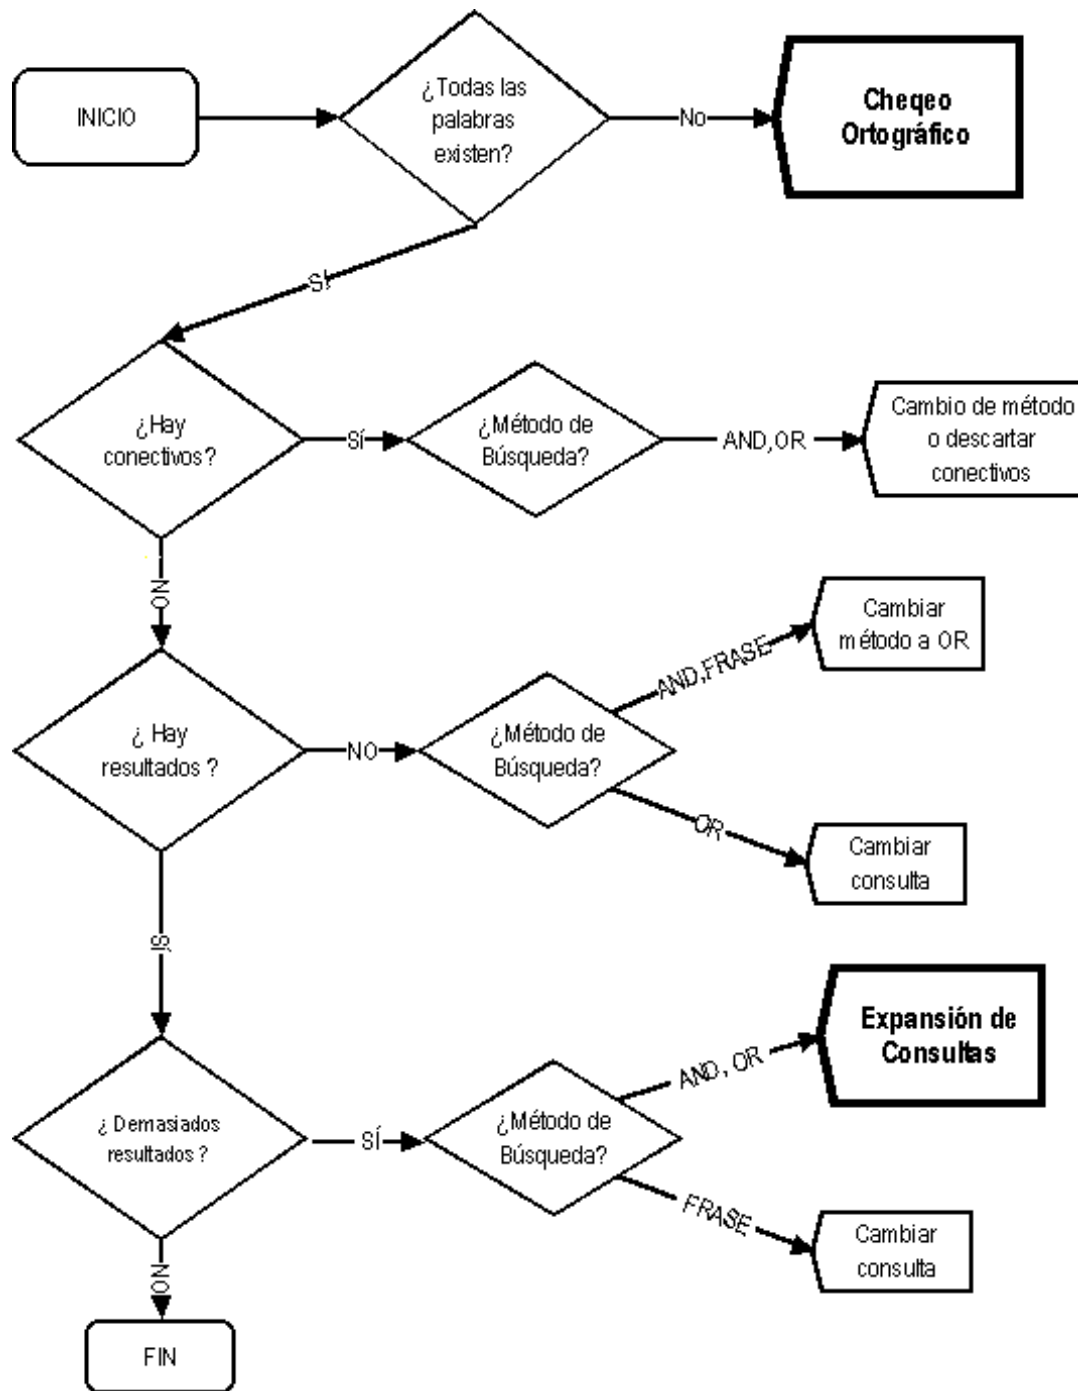 INICIO
¿Todas las
palabras
existen?
No
Cheqeo
Ortográfico
SÍ
¿Hay
conectivos?
SÍ
¿Método de
Búsqueda?
AND,OR
Cambio de método
o descartar
conectivos
NO
¿ Hay
resultados ?
NO
¿Método de
Búsqueda?
AND,FRASE
Cambiar
método a OR
OR
Cambiar
consulta
SÍ
¿ Demasiados
resultados ?
SÍ
¿Método de
Búsqueda?
AND, OR
Expansión de
Consultas
FRASE
Cambiar
consulta
NO
FIN